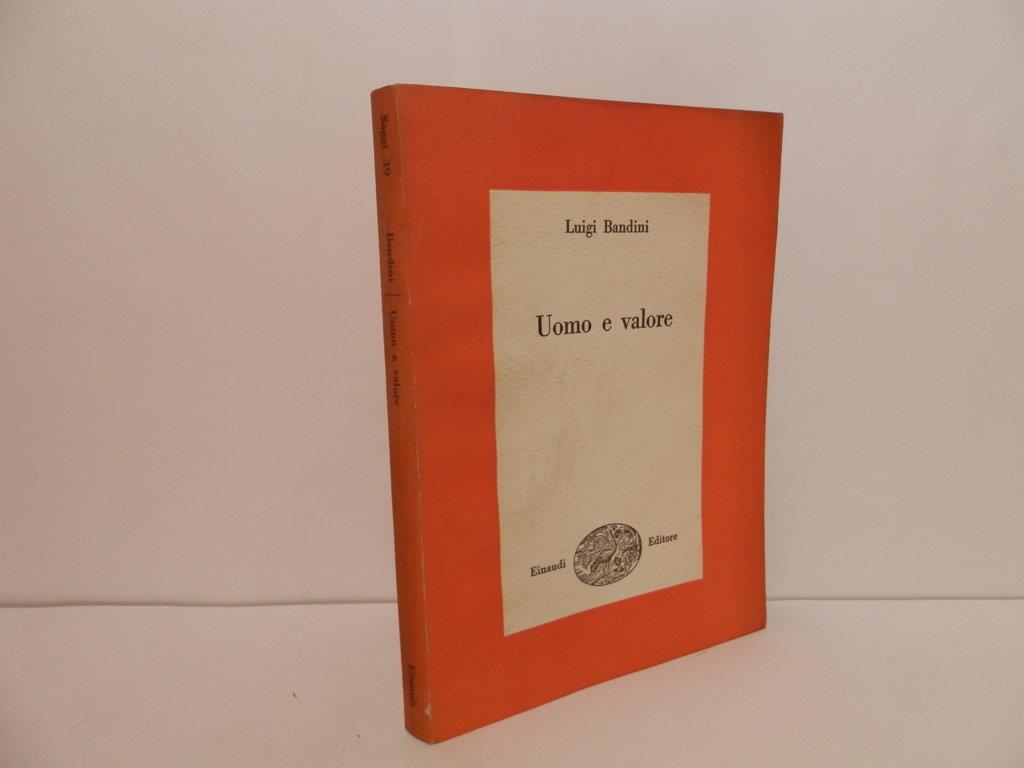 Saggi 39
Bandini | Uomo e valore
Einaudi
Luigi Bandini
Uomo e valore
Einaudi Editore